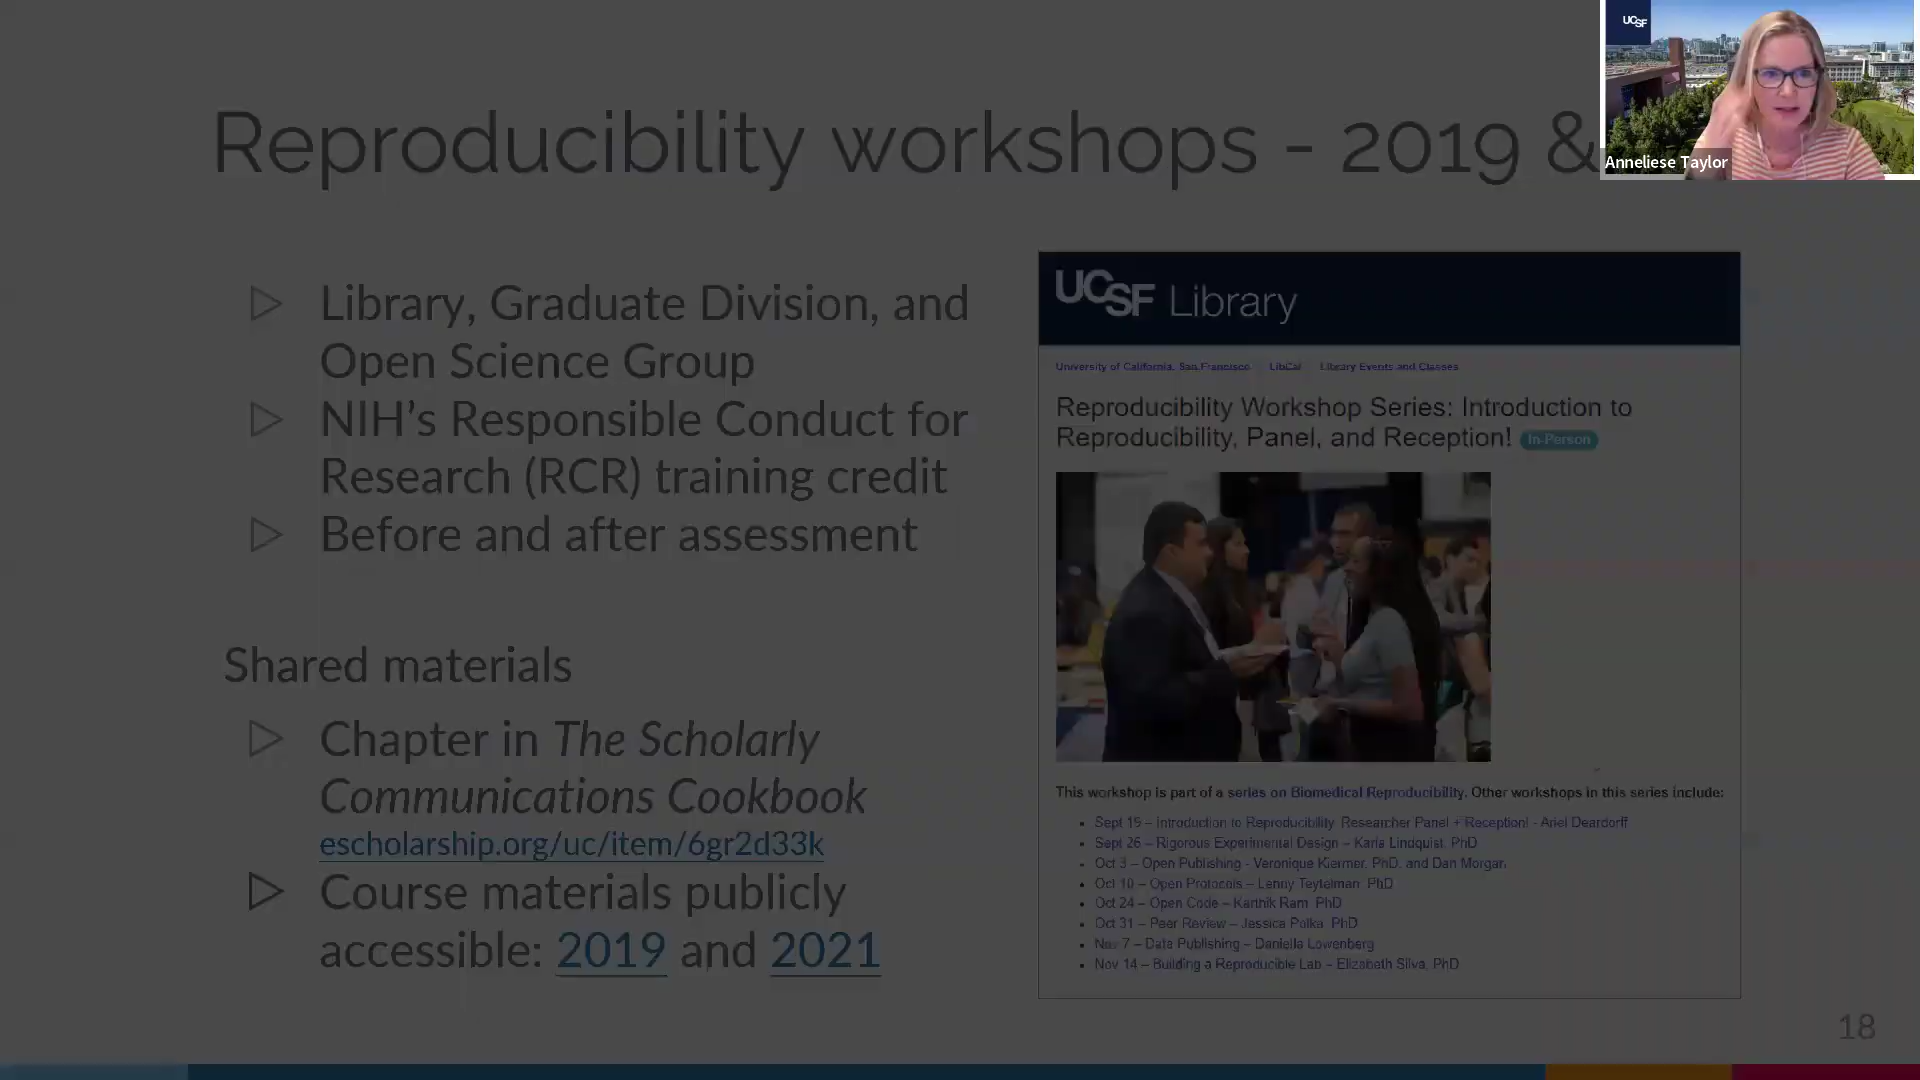 UCSF
Anneliese Taylor
Reproducibility workshops - 2019 &
Library, Graduate Division, and
Open Science Group
NIH’s Responsible Conduct for
Research (RCR) training credit
Before and after assessment
Shared materials
Chapter in The Scholarly
Communications Cookbook
escholarship.org/uc/item/6gr2d33k
Course materials publicly
accessible: 2019 and 2021
UCSF Library
University of California, San Francisco LibCal Library Events and Classes
Reproducibility Workshop Series: Introduction to
Reproducibility, Panel, and Reception! In-Person
This workshop is part of a series on Biomedical Reproducibility. Other workshops in this series include:
Sept 19 – Introduction to Reproducibility, Researcher Panel + Reception! - Ariel Deardorff
Sept 26 – Rigorous Experimental Design – Karla Lindquist, PhD
Oct 3 – Open Publishing - Veronique Kiermer, PhD, and Dan Morgan
Oct 10 – Open Protocols – Lenny Teytelman, PhD
Oct 24 – Open Code – Karthik Ram, PhD
Oct 31 – Peer Review – Jessica Polka, PhD
Nov 7 – Data Publishing – Daniella Lowenberg
Nov 14 – Building a Reproducible Lab – Elizabeth Silva, PhD
18